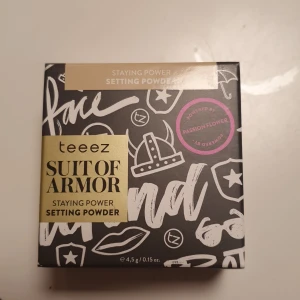 STAYING POWER
SETTING POWDER
face
teeez
SUIT OF
ARMOR
STAYING POWER
SETTING POWDER
e 4,5 g / 0.15 oz.